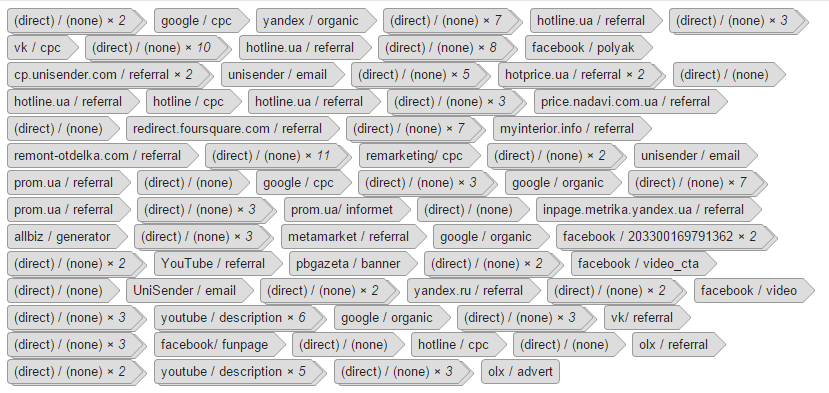 (direct) / (none) × 2 google / cpc yandex / organic (direct) / (none) × 7 hotline.ua / referral (direct) / (none) × 3
vk / cpc (direct) / (none) × 10 hotline.ua / referral (direct) / (none) × 8 facebook / polyak
cp.unisender.com / referral × 2 unisender / email (direct) / (none) × 5 hotprice.ua / referral × 2 (direct) / (none)
hotline.ua / referral hotline / cpc hotline.ua / referral (direct) / (none) × 3 price.nadavi.com.ua / referral
(direct) / (none) redirect.foursquare.com / referral (direct) / (none) × 7 myinterior.info / referral
remont-otdelka.com / referral (direct) / (none) × 11 remarketing/ cpc (direct) / (none) × 2 unisender / email
prom.ua / referral (direct) / (none) google / cpc (direct) / (none) × 3 google / organic (direct) / (none) × 7
prom.ua / referral (direct) / (none) × 3 prom.ua/ informet (direct) / (none) inpage.metrika.yandex.ua / referral
allbiz / generator (direct) / (none) × 3 metamarket / referral google / organic facebook / 203300169791362 × 2
(direct) / (none) × 2 YouTube / referral pbgazeta / banner (direct) / (none) × 2 facebook / video_cta
(direct) / (none) UniSender / email (direct) / (none) × 2 yandex.ru / referral (direct) / (none) × 2 facebook / video
(direct) / (none) × 3 youtube / description × 6 google / organic (direct) / (none) × 3 vk/ referral
(direct) / (none) × 3 facebook/ funpage (direct) / (none) hotline / cpc (direct) / (none) olx / referral
(direct) / (none) × 2 youtube / description × 5 (direct) / (none) × 3 olx / advert